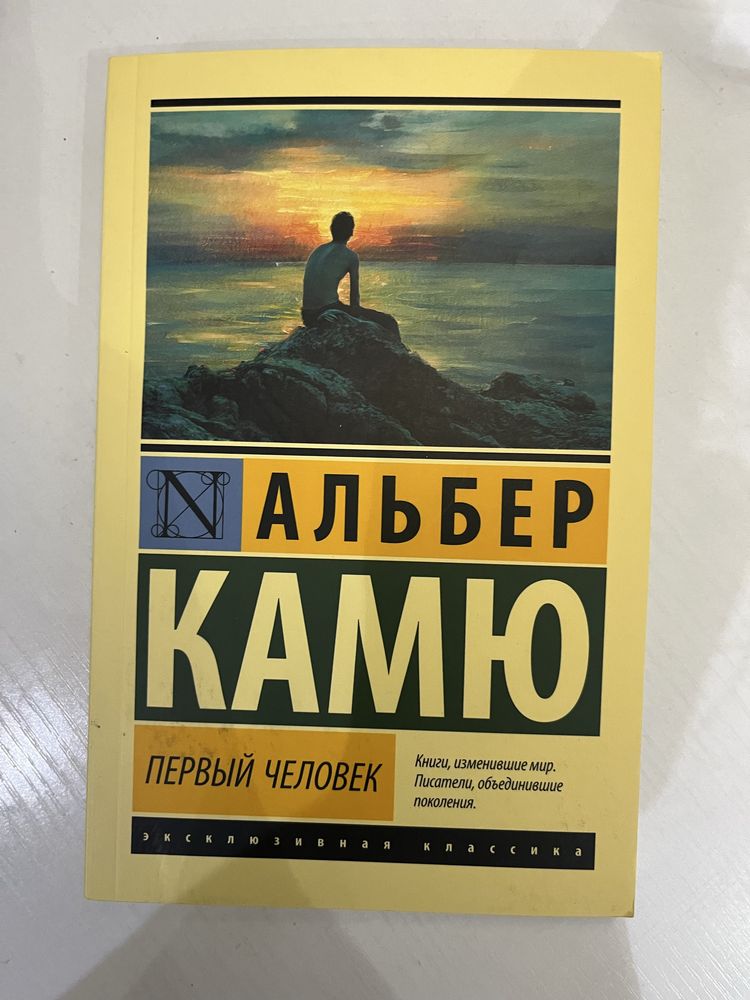 N
АЛЬБЕР
КАМЮ
ПЕРВЫЙ ЧЕЛОВЕК
Книги, изменившие мир.
Писатели, объединившие
поколения.
эксклюзивная классика